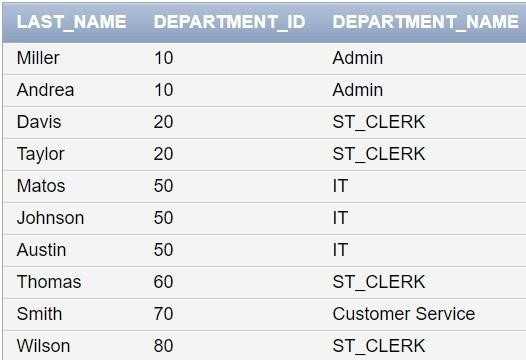 LAST_NAME DEPARTMENT_ID DEPARTMENT_NAME
Miller 10 Admin
Andrea 10 Admin
Davis 20 ST_CLERK
Taylor 20 ST_CLERK
Matos 50 IT
Johnson 50 IT
Austin 50 IT
Thomas 60 ST_CLERK
Smith 70 Customer Service
Wilson 80 ST_CLERK